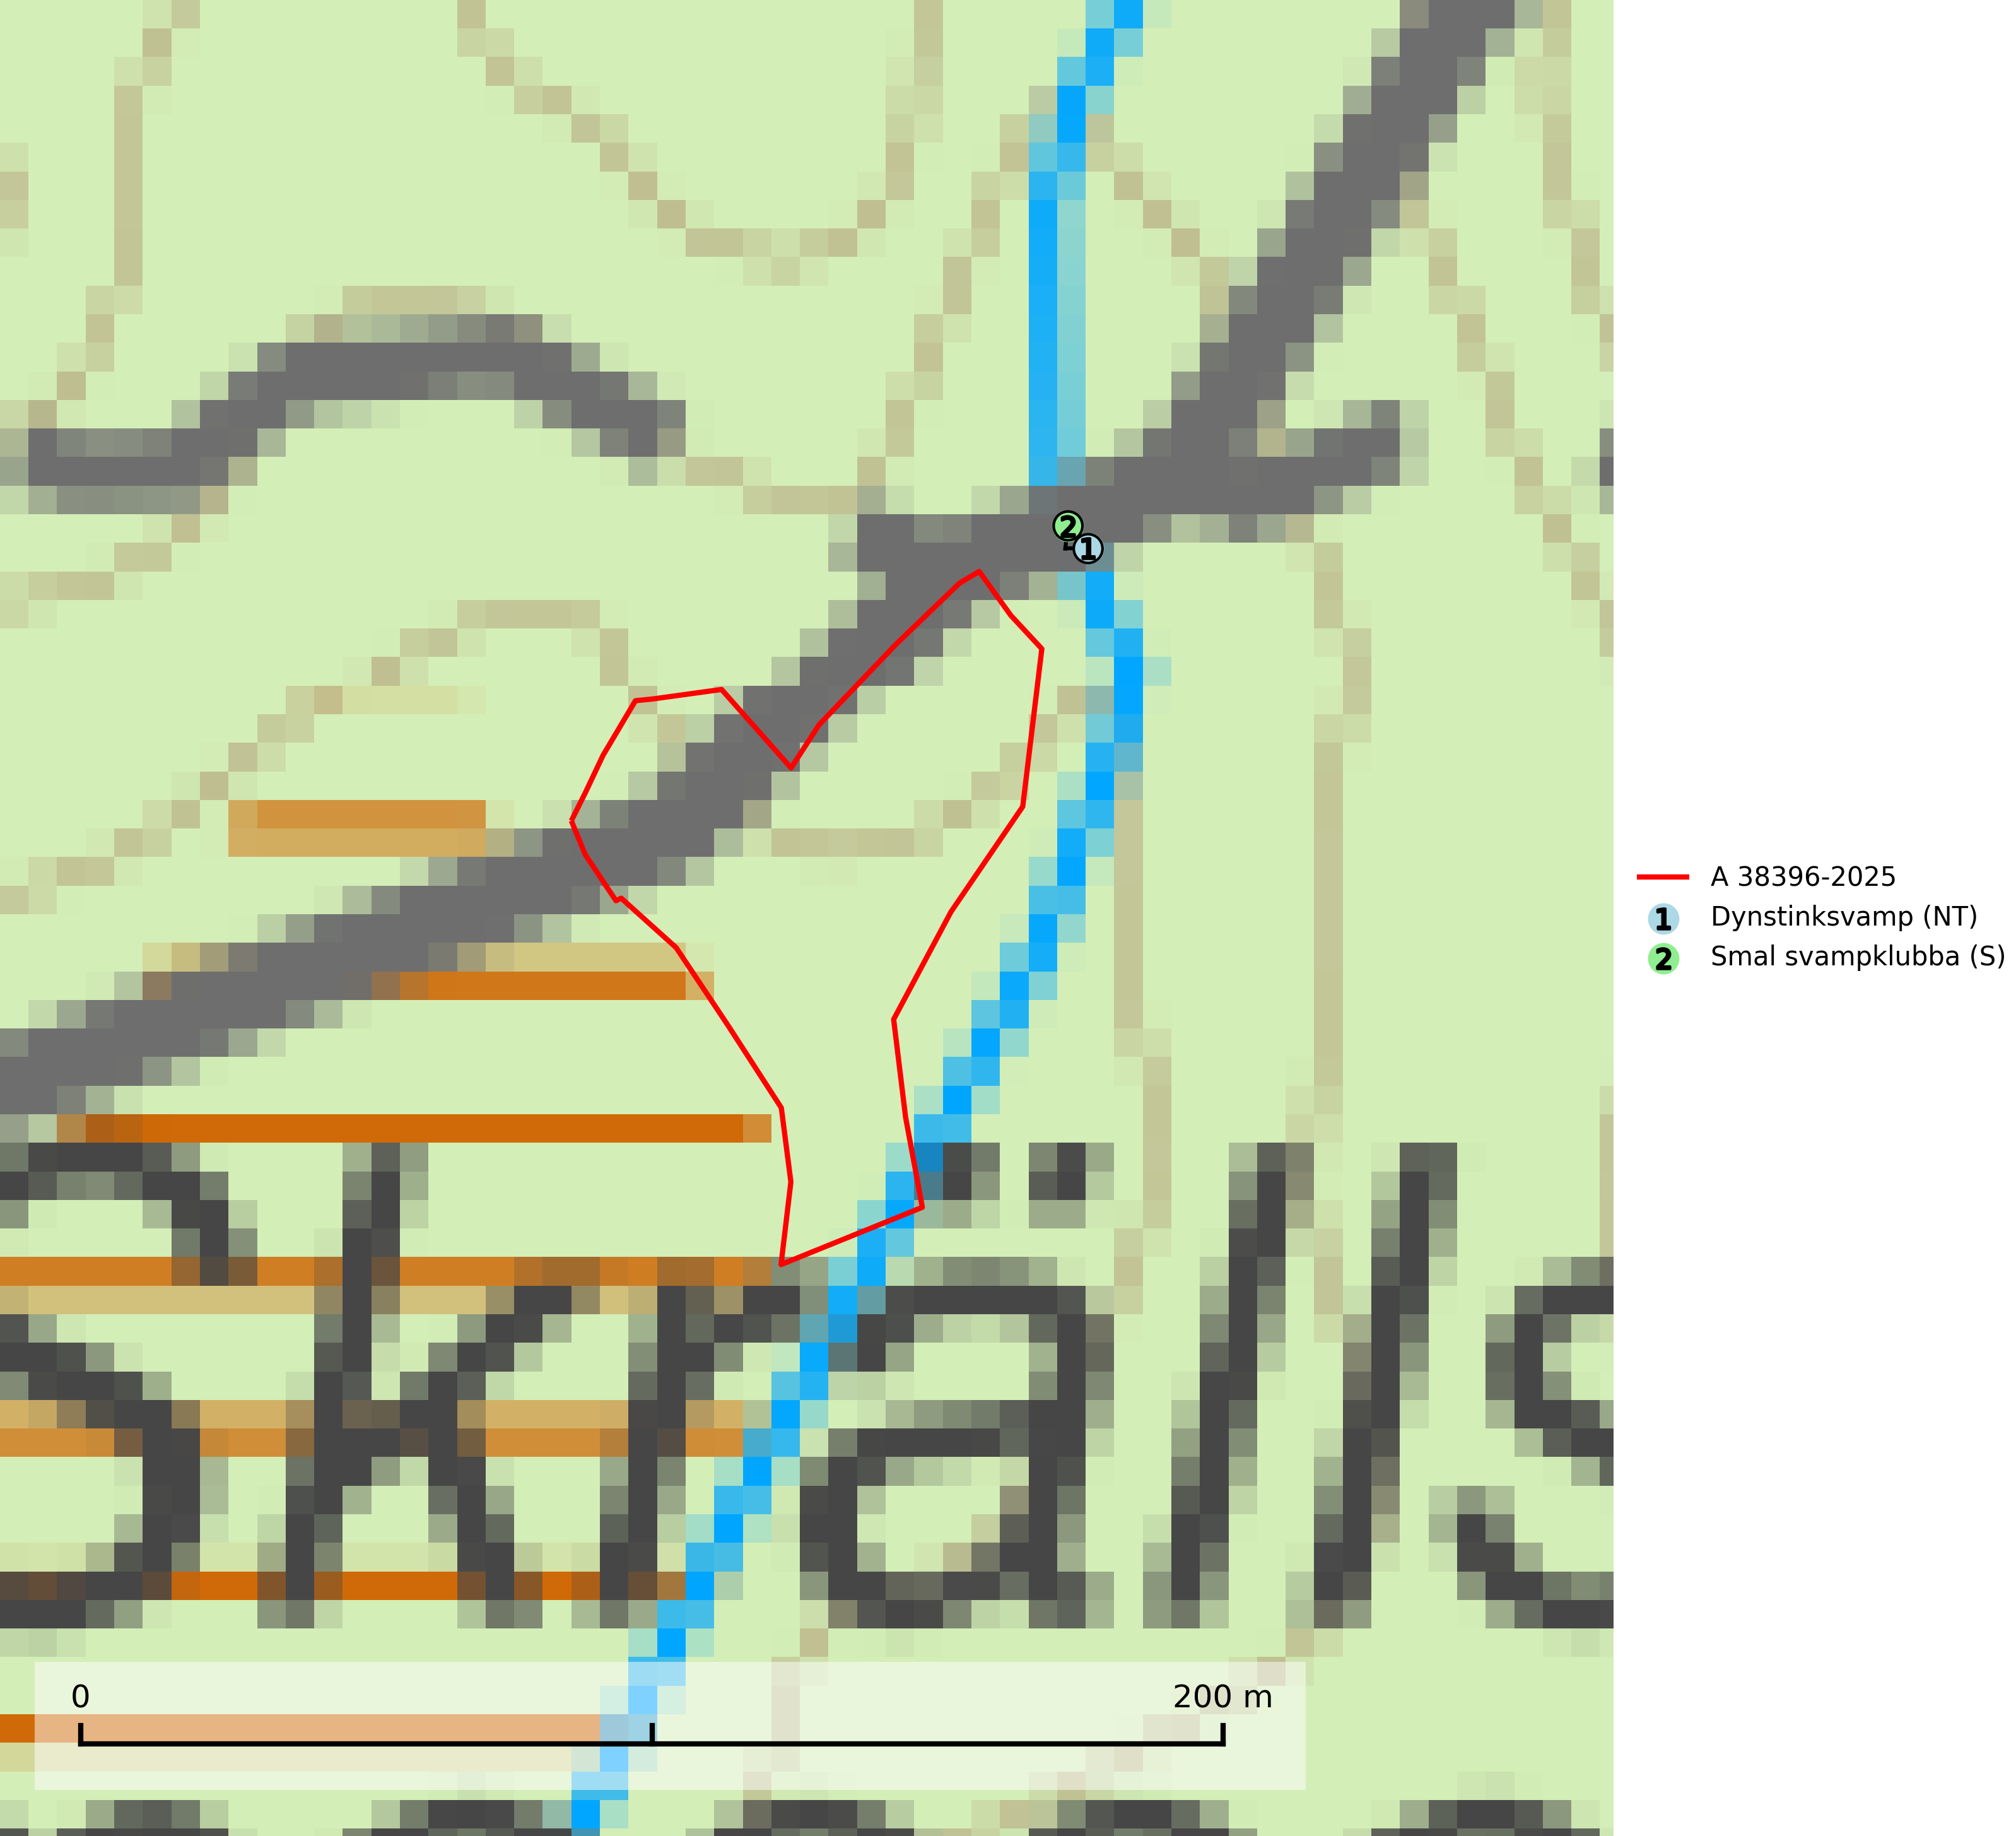 2
1
A 38396-2025
1 Dynstinksvamp (NT)
2 Smal svampklubba (S)
0 200 m